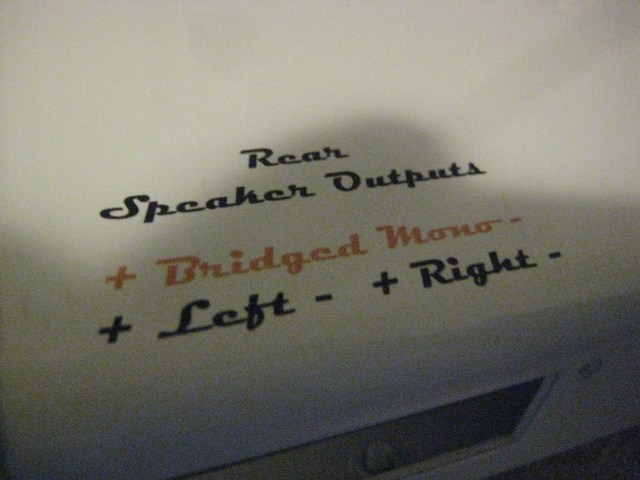 Rear
Speaker Outputs
+ Bridged Mono -
+ Left - + Right -